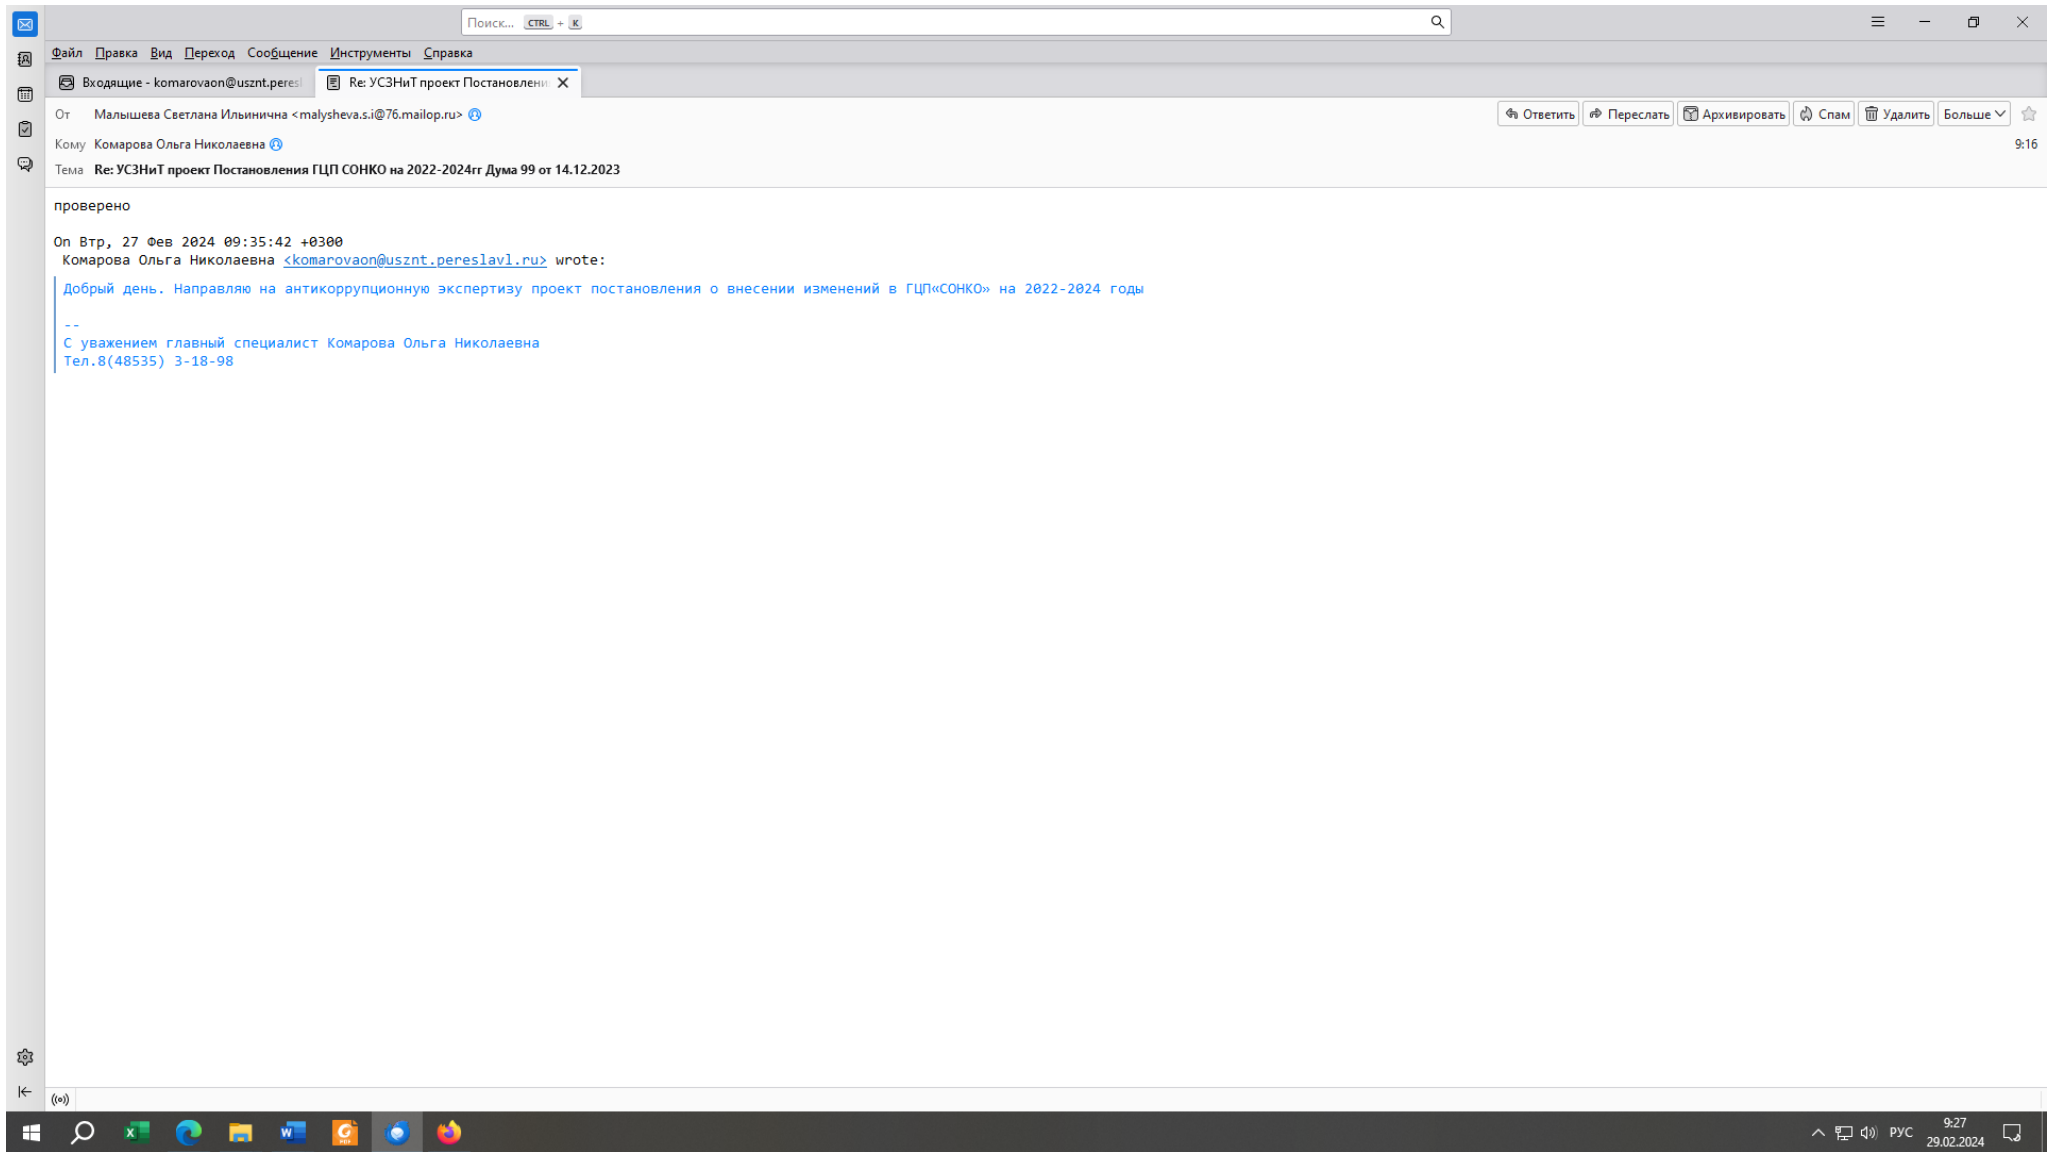 Поиск... CTRL + K
Файл Правка Вид Переход Сообщение Инструменты Справка
Входящие - komarovaon@usznt.peres Re: УСЗНиТ проект Постановлени
От Малышева Светлана Ильинична <malysheva.s.i@76.mailop.ru> Ответить Переслать Архивировать Спам Удалить Больше
Кому Комарова Ольга Николаевна 9:16
Тема Re: УСЗНиТ проект Постановления ГЦП СОНКО на 2022-2024гг Дума 99 от 14.12.2023
проверено
On Втр, 27 Фев 2024 09:35:42 +0300
Комарова Ольга Николаевна <komarovaon@usznt.pereslavl.ru> wrote:
Добрый день. Направляю на антикоррупционную экспертизу проект постановления о внесении изменений в ГЦП«СОНКО» на 2022-2024 годы
--
С уважением главный специалист Комарова Ольга Николаевна
Тел.8(48535) 3-18-98
РУС 9:27
29.02.2024